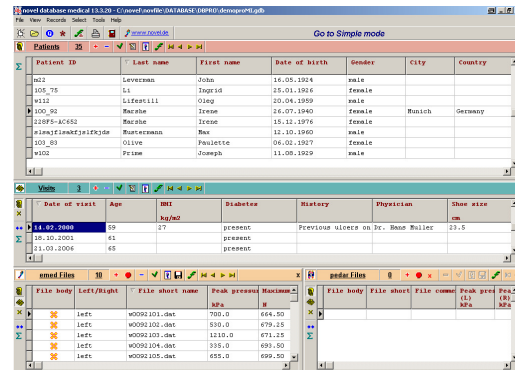 novel database medical 13.3.20 - C:\novel\novfile\DATABASE\DBPRO\demoproML.gdb
File View Records Select Tools Help
www.novel.de Go to Simple mode
Patients 35
Patient ID Last name First name Date of birth Gender City Country
m22 Leverman John 16.05.1924 male
105_75 Li Ingrid 25.01.1926 female
w112 Lifestill Oleg 20.04.1959 male
100_92 Marshe Irene 26.07.1940 female Munich Germany
228F5-AC652 Marshe Irene 15.12.1976 female
slsajflsakfjslfkjds Mustermann Max 12.10.1960 male
103_83 Olive Paulette 06.02.1927 female
w102 Prime Joseph 11.08.1929 male
Visits 3
Date of visit Age BMI Diabetes History Physician Shoe size
kg/m2 cm
14.02.2000 59 27 present Previous ulcers on Dr. Hans Muller 23.5
18.10.2001 61 present
21.03.2006 65 present
emed Files 10 x pedar Files 0
File body Left/Right File short name Peak pressu Maximum File body File short File comme Peak pres Pea
(L) (R)
kPa N kPa kPa
left w0092101.dat 700.0 664.50
left w0092102.dat 530.0 679.25
left w0092103.dat 1210.0 671.25
left w0092104.dat 335.0 693.50
left w0092105.dat 655.0 699.50